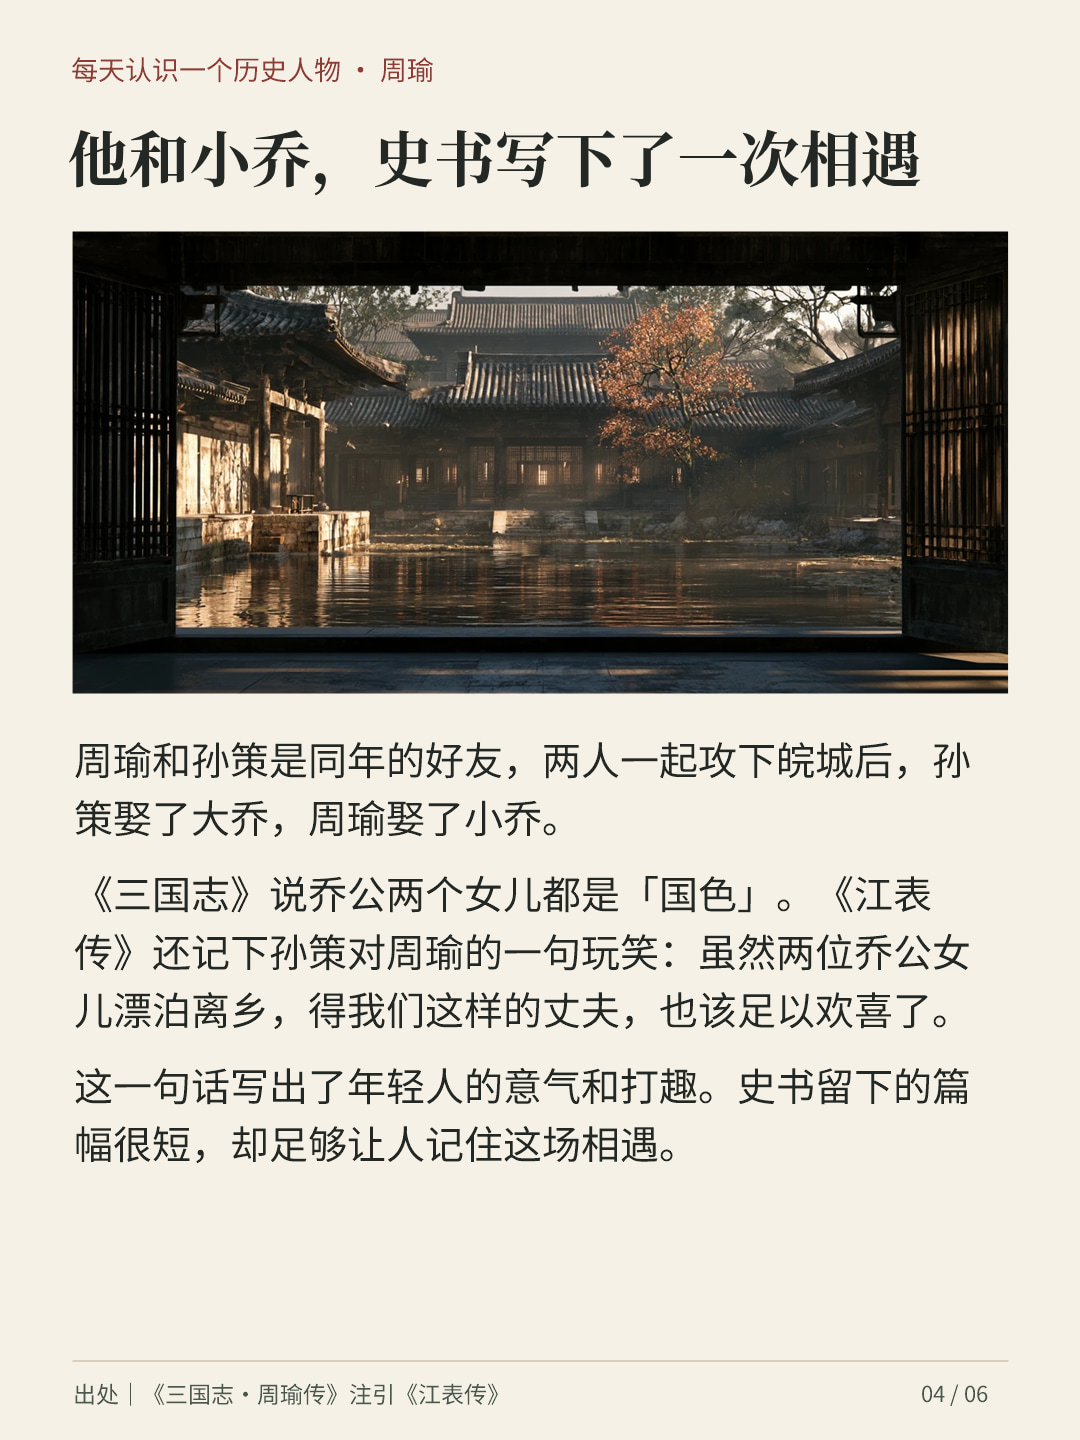 每天认识一个历史人物 · 周瑜
他和小乔，史书写下了一次相遇
周瑜和孙策是同年的好友，两人一起攻下皖城后，孙
策娶了大乔，周瑜娶了小乔。
《三国志》说乔公两个女儿都是「国色」。《江表
传》还记下孙策对周瑜的一句玩笑：虽然两位乔公女
儿漂泊离乡，得我们这样的丈夫，也该足以欢喜了。
这一句话写出了年轻人的意气和打趣。史书留下的篇
幅很短，却足够让人记住这场相遇。
出处｜《三国志·周瑜传》注引《江表传》
04 / 06